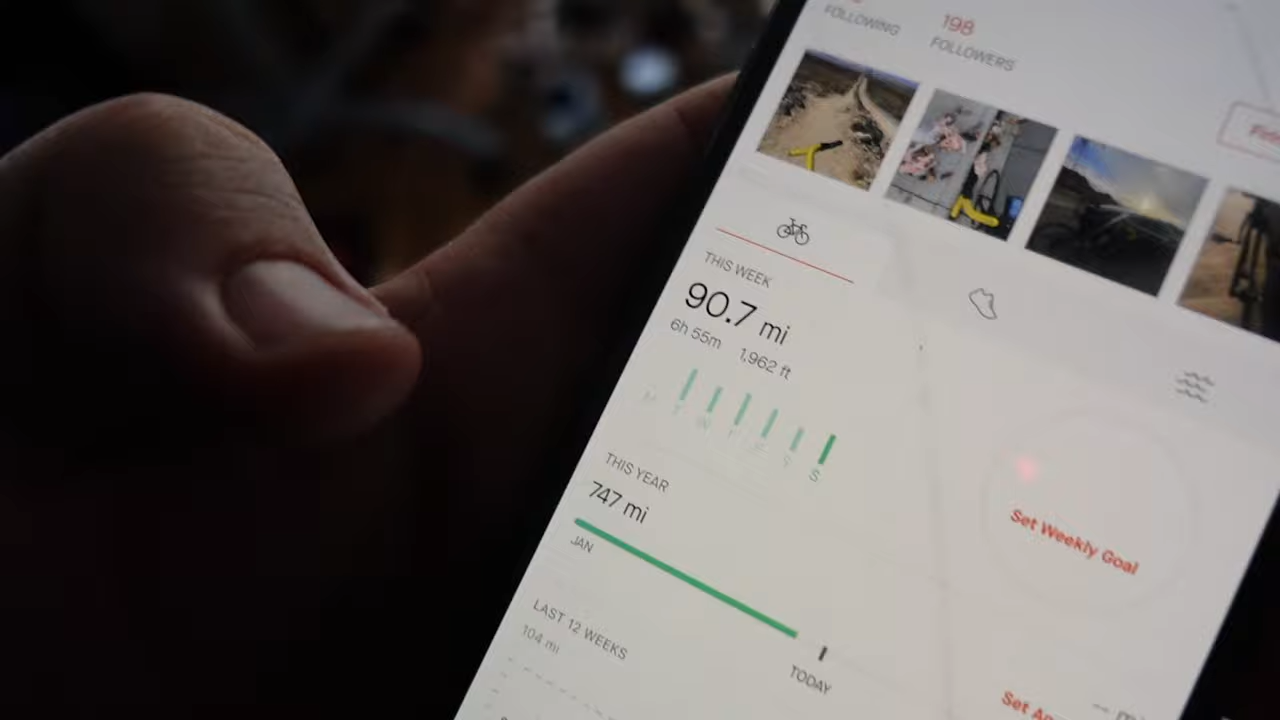 FOLLOWING
198
FOLLOWERS
THIS WEEK
90.7 mi
6h 55m 1,962 ft
M T W T F S S
THIS YEAR
747 mi
JAN
TODAY
Set Weekly Goal
LAST 12 WEEKS
104 mi